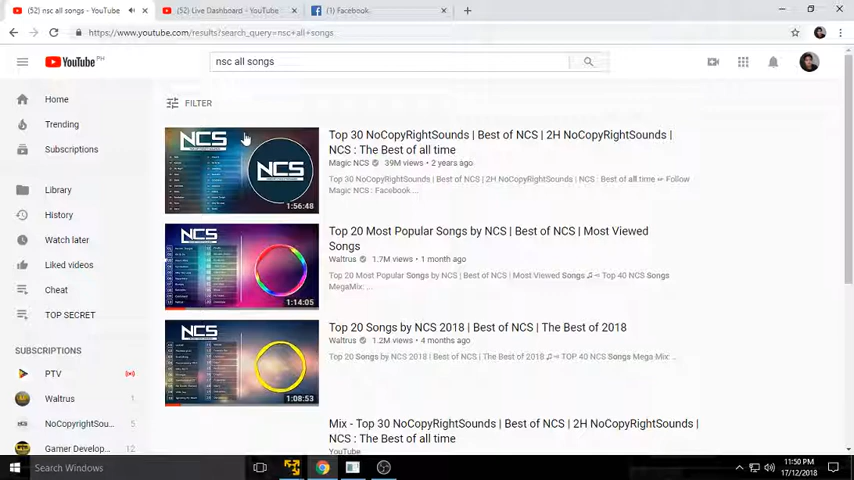 (52) nsc all songs
(52) Live Dashboard - YouTube
(1) Facebook
https://www.youtube.com/results?search_query=nsc+all+songs
YouTube PH
nsc all songs
Home
Trending
Subscriptions
Library
History
Watch later
Liked videos
Cheat
TOP SECRET
SUBSCRIPTIONS
PTV
Waltrus 1
NoCopyrightSou... 5
Gamer Develop... 12
FILTER
NCS
NCS
1:56:48
Top 30 NoCopyRightSounds | Best of NCS | 2H NoCopyRightSounds |
NCS : The Best of all time
Magic NCS 39M views • 2 years ago
Top 30 NoCopyRightSounds | Best of NCS | 2H NoCopyRightSounds | NCS : The Best of all time ⇨ Follow
Magic NCS : Facebook ...
NCS
1:14:05
Top 20 Most Popular Songs by NCS | Best of NCS | Most Viewed
Songs
Waltrus 1.7M views • 1 month ago
Top 20 Most Popular Songs by NCS | Best of NCS | Most Viewed Songs ♫ ⇨ Top 40 NCS Songs
MegaMix: ...
NCS
1:08:53
Top 20 Songs by NCS 2018 | Best of NCS | The Best of 2018
Waltrus 1.2M views • 4 months ago
Top 20 Songs by NCS 2018 | Best of NCS | The Best of 2018 ♫ ⇨ TOP 40 NCS Songs Mega Mix: ...
Mix - Top 30 NoCopyRightSounds | Best of NCS | 2H NoCopyRightSounds |
NCS : The Best of all time
YouTube
Search Windows
11:50 PM
17/12/2018